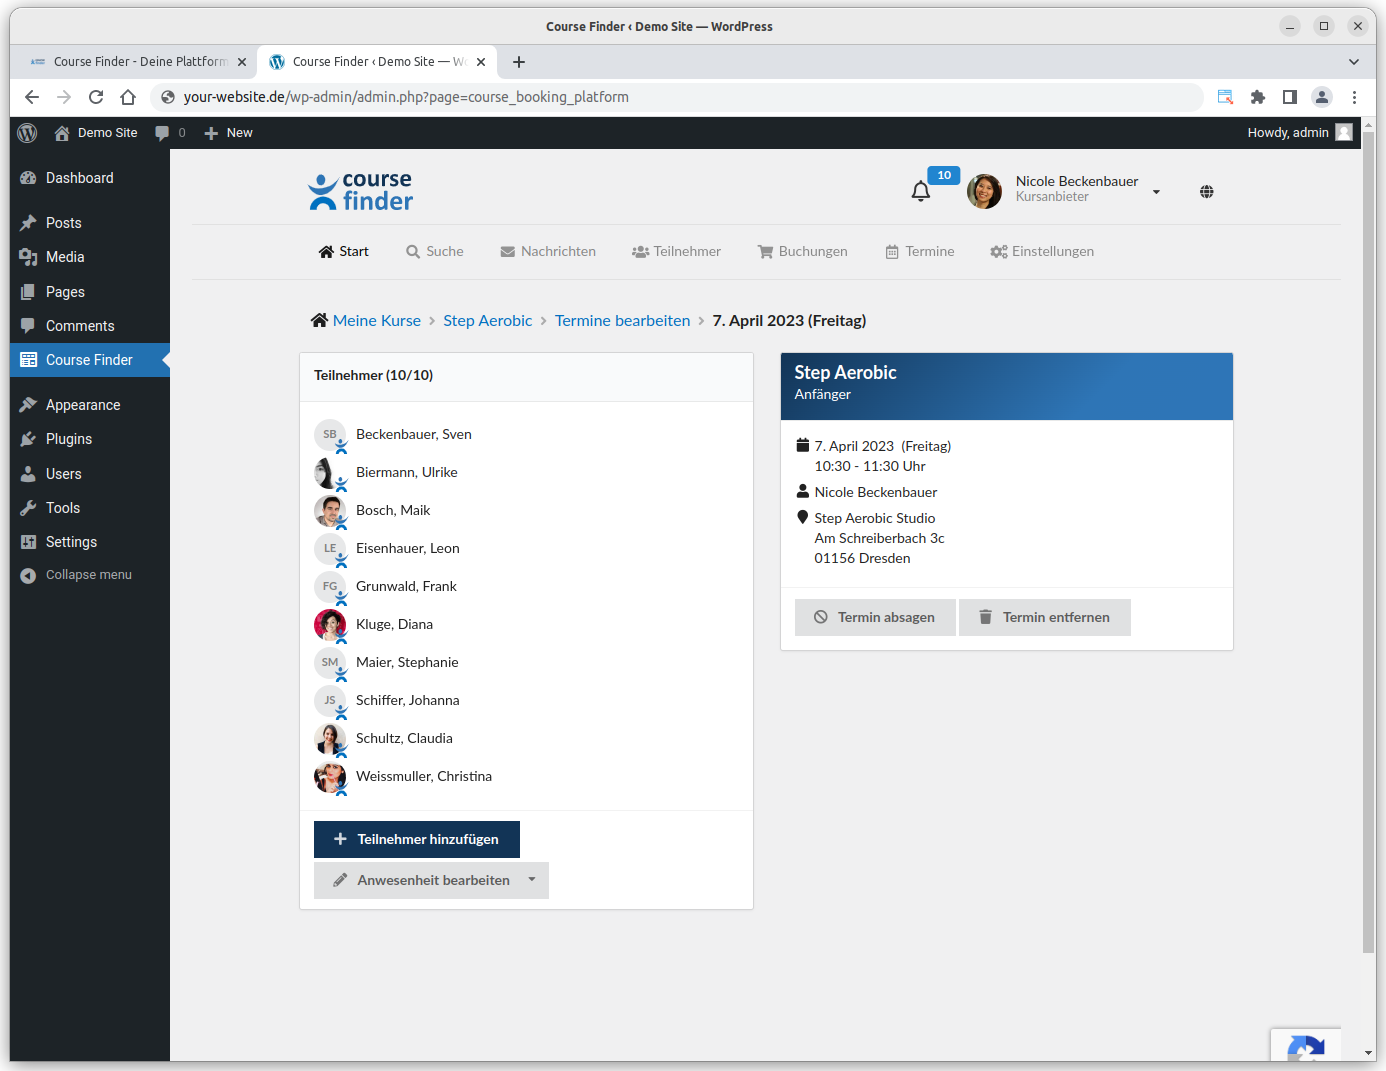 Course Finder ‹ Demo Site — WordPress
Course Finder - Deine Plattform
Course Finder ‹ Demo Site — Wo
your-website.de/wp-admin/admin.php?page=course_booking_platform
Demo Site
0
New
Howdy, admin
Dashboard
Posts
Media
Pages
Comments
Course Finder
Appearance
Plugins
Users
Tools
Settings
Collapse menu
course
finder
10
Nicole Beckenbauer
Kursanbieter
Start
Suche
Nachrichten
Teilnehmer
Buchungen
Termine
Einstellungen
Meine Kurse > Step Aerobic > Termine bearbeiten > 7. April 2023 (Freitag)
Teilnehmer (10/10)
SB Beckenbauer, Sven
Biermann, Ulrike
Bosch, Maik
LE Eisenhauer, Leon
FG Grunwald, Frank
Kluge, Diana
SM Maier, Stephanie
JS Schiffer, Johanna
Schultz, Claudia
Weissmuller, Christina
Teilnehmer hinzufügen
Anwesenheit bearbeiten
Step Aerobic
Anfänger
7. April 2023 (Freitag)
10:30 - 11:30 Uhr
Nicole Beckenbauer
Step Aerobic Studio
Am Schreiberbach 3c
01156 Dresden
Termin absagen
Termin entfernen